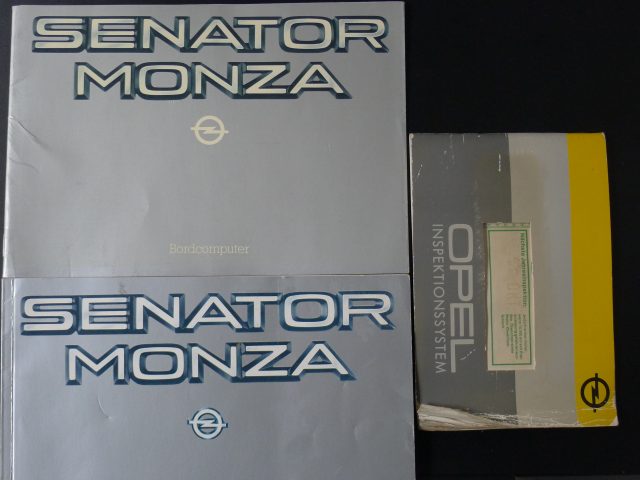 SENATOR
MONZA
Bordcomputer
SENATOR
MONZA
OPEL
INSPEKTIONSSYSTEM